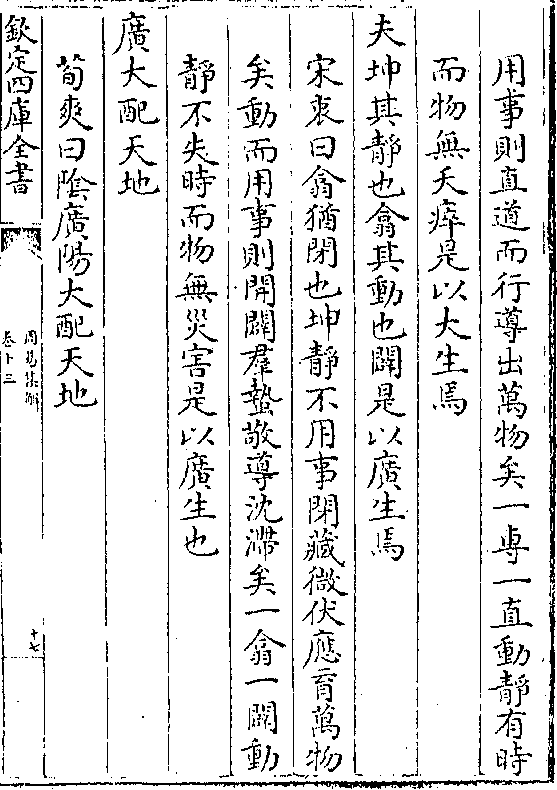 用事則直道而行導出萬物矣一専一直動靜有時
而物無夭瘁是以大生焉
夫坤其靜也翕其動也闢是以廣生焉
宋衷曰翕猶閉也坤靜不用事閉藏微伏應育萬物
矣動而用事則開闢羣蟄敬導沈滯矣一翕一闢動
靜不失時而物無災害是以廣生也
廣大配天地
荀爽曰陰廣陽大配天地
欽定四庫全書
周易集解
卷十三
十七